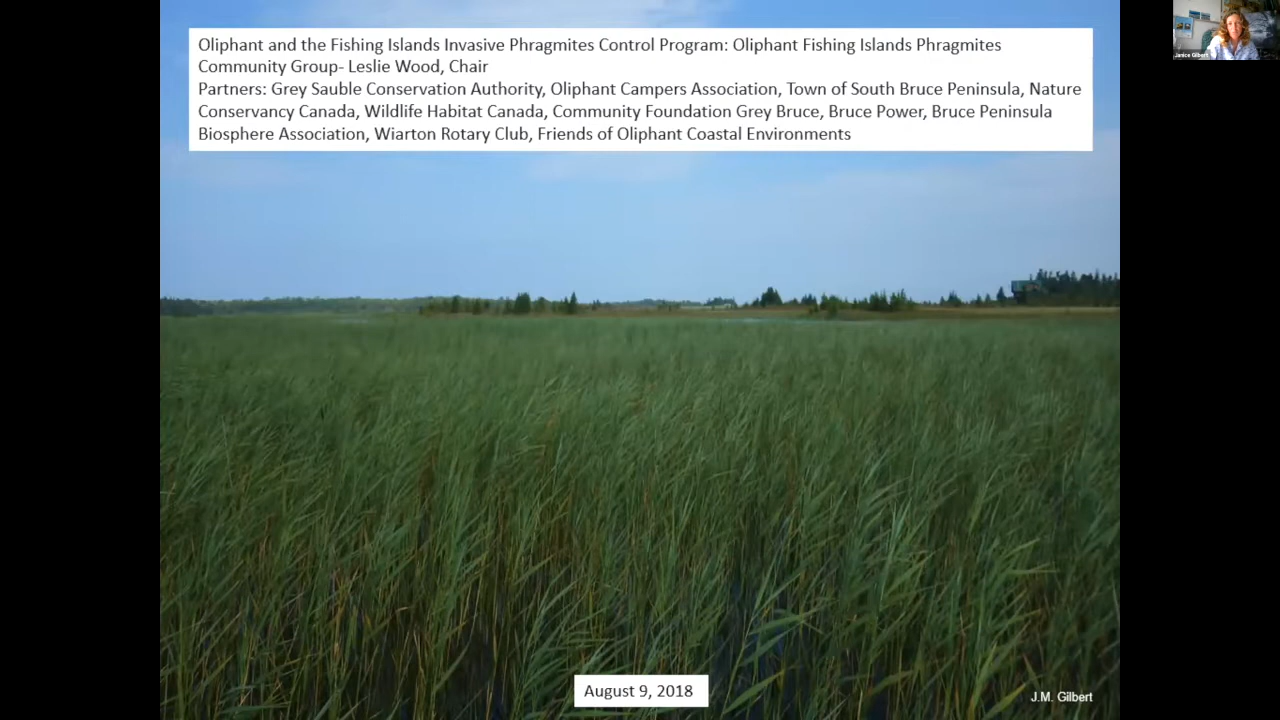 Oliphant and the Fishing Islands Invasive Phragmites Control Program: Oliphant Fishing Islands Phragmites
Community Group- Leslie Wood, Chair
Partners: Grey Sauble Conservation Authority, Oliphant Campers Association, Town of South Bruce Peninsula, Nature
Conservancy Canada, Wildlife Habitat Canada, Community Foundation Grey Bruce, Bruce Power, Bruce Peninsula
Biosphere Association, Wiarton Rotary Club, Friends of Oliphant Coastal Environments
Janice Gilbert
August 9, 2018
J.M. Gilbert